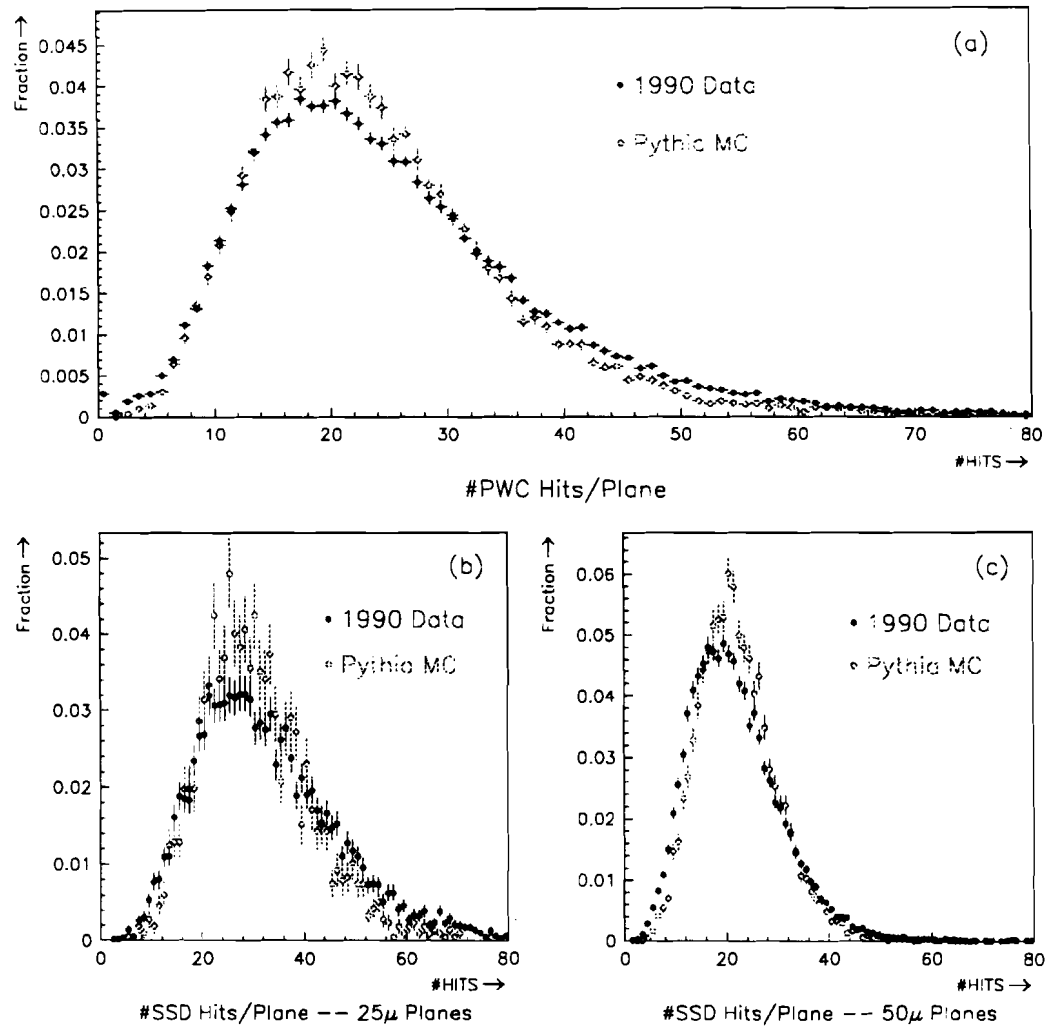 Fraction →
0.045
0.04
0.035
0.03
0.025
0.02
0.015
0.01
0.005
0
(a)
1990 Data
Pythia MC
0 10 20 30 40 50 60 70 80
#HITS →
#PWC Hits/Plane
Fraction →
0.05
0.04
0.03
0.02
0.01
0
(b)
1990 Data
Pythia MC
0 20 40 60 80
#HITS →
#SSD Hits/Plane -- 25μ Planes
Fraction →
0.06
0.05
0.04
0.03
0.02
0.01
0
(c)
1990 Data
Pythia MC
0 20 40 60 80
#HITS →
#SSD Hits/Plane -- 50μ Planes